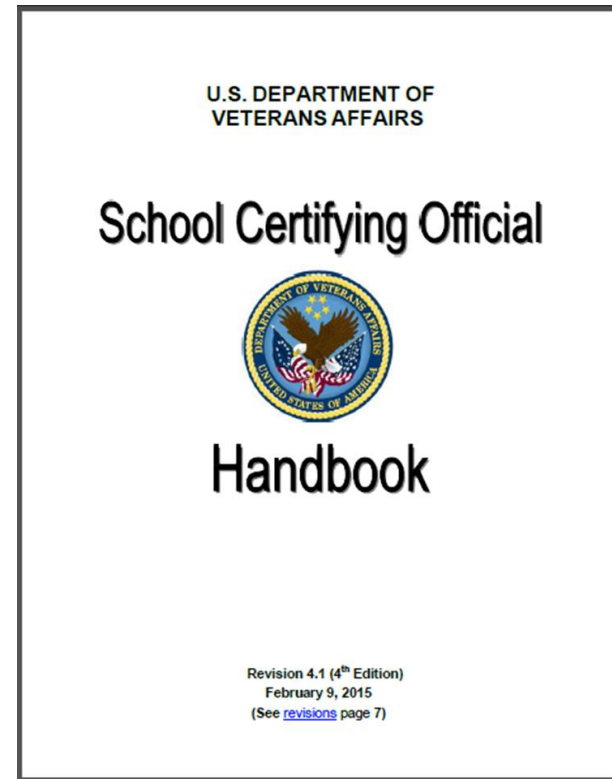 U.S. DEPARTMENT OF
VETERANS AFFAIRS
School Certifying Official
DEPARTMENT OF VETERANS AFFAIRS
UNITED STATES OF AMERICA
Handbook
Revision 4.1 (4th Edition)
February 9, 2015
(See revisions page 7)